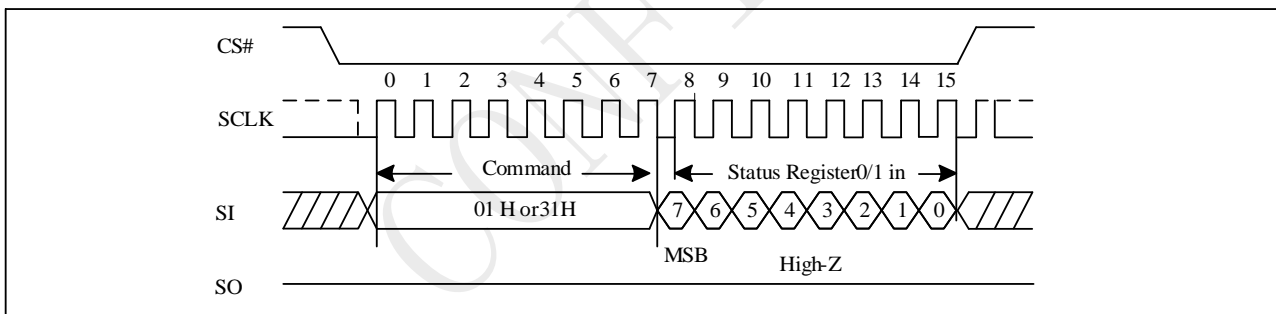 CONF
CS#
0 1 2 3 4 5 6 7 8 9 10 11 12 13 14 15
SCLK
Command
Status Register0/1 in
SI
01 H or31H
7 6 5 4 3 2 1 0
MSB
High-Z
SO